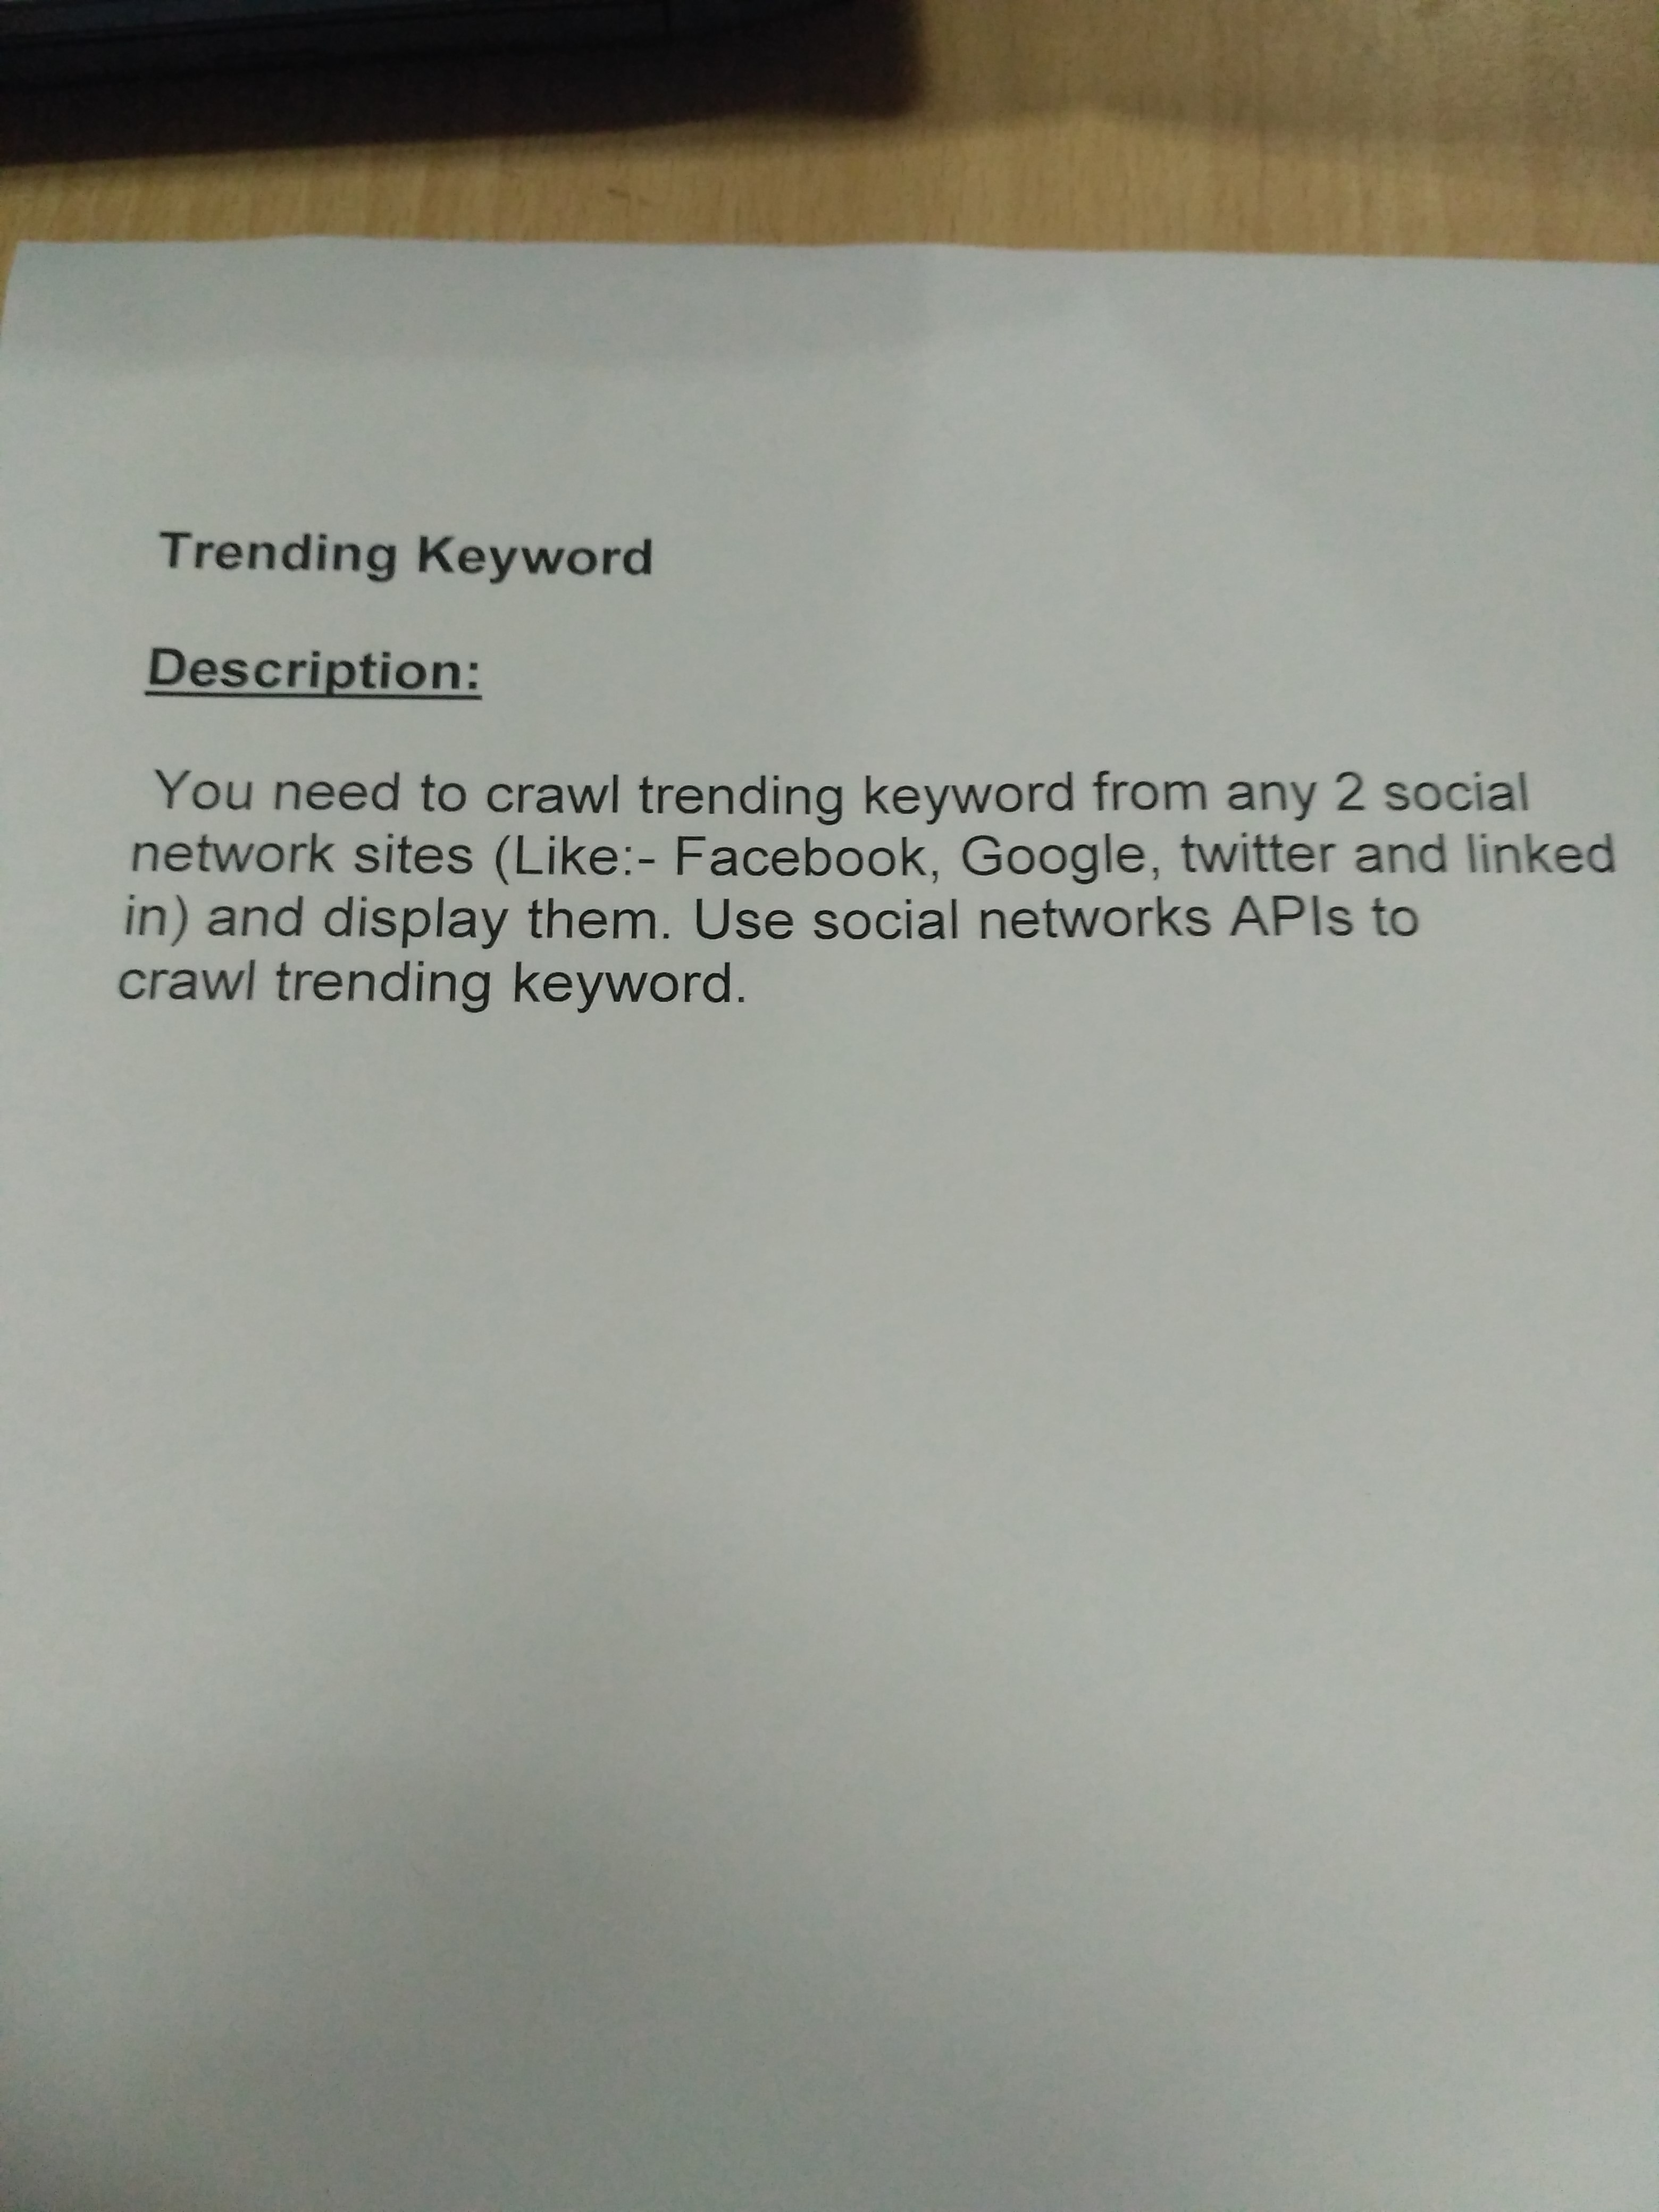 Trending Keyword
Description:
You need to crawl trending keyword from any 2 social
network sites (Like:- Facebook, Google, twitter and linked
in) and display them. Use social networks APIs to
crawl trending keyword.